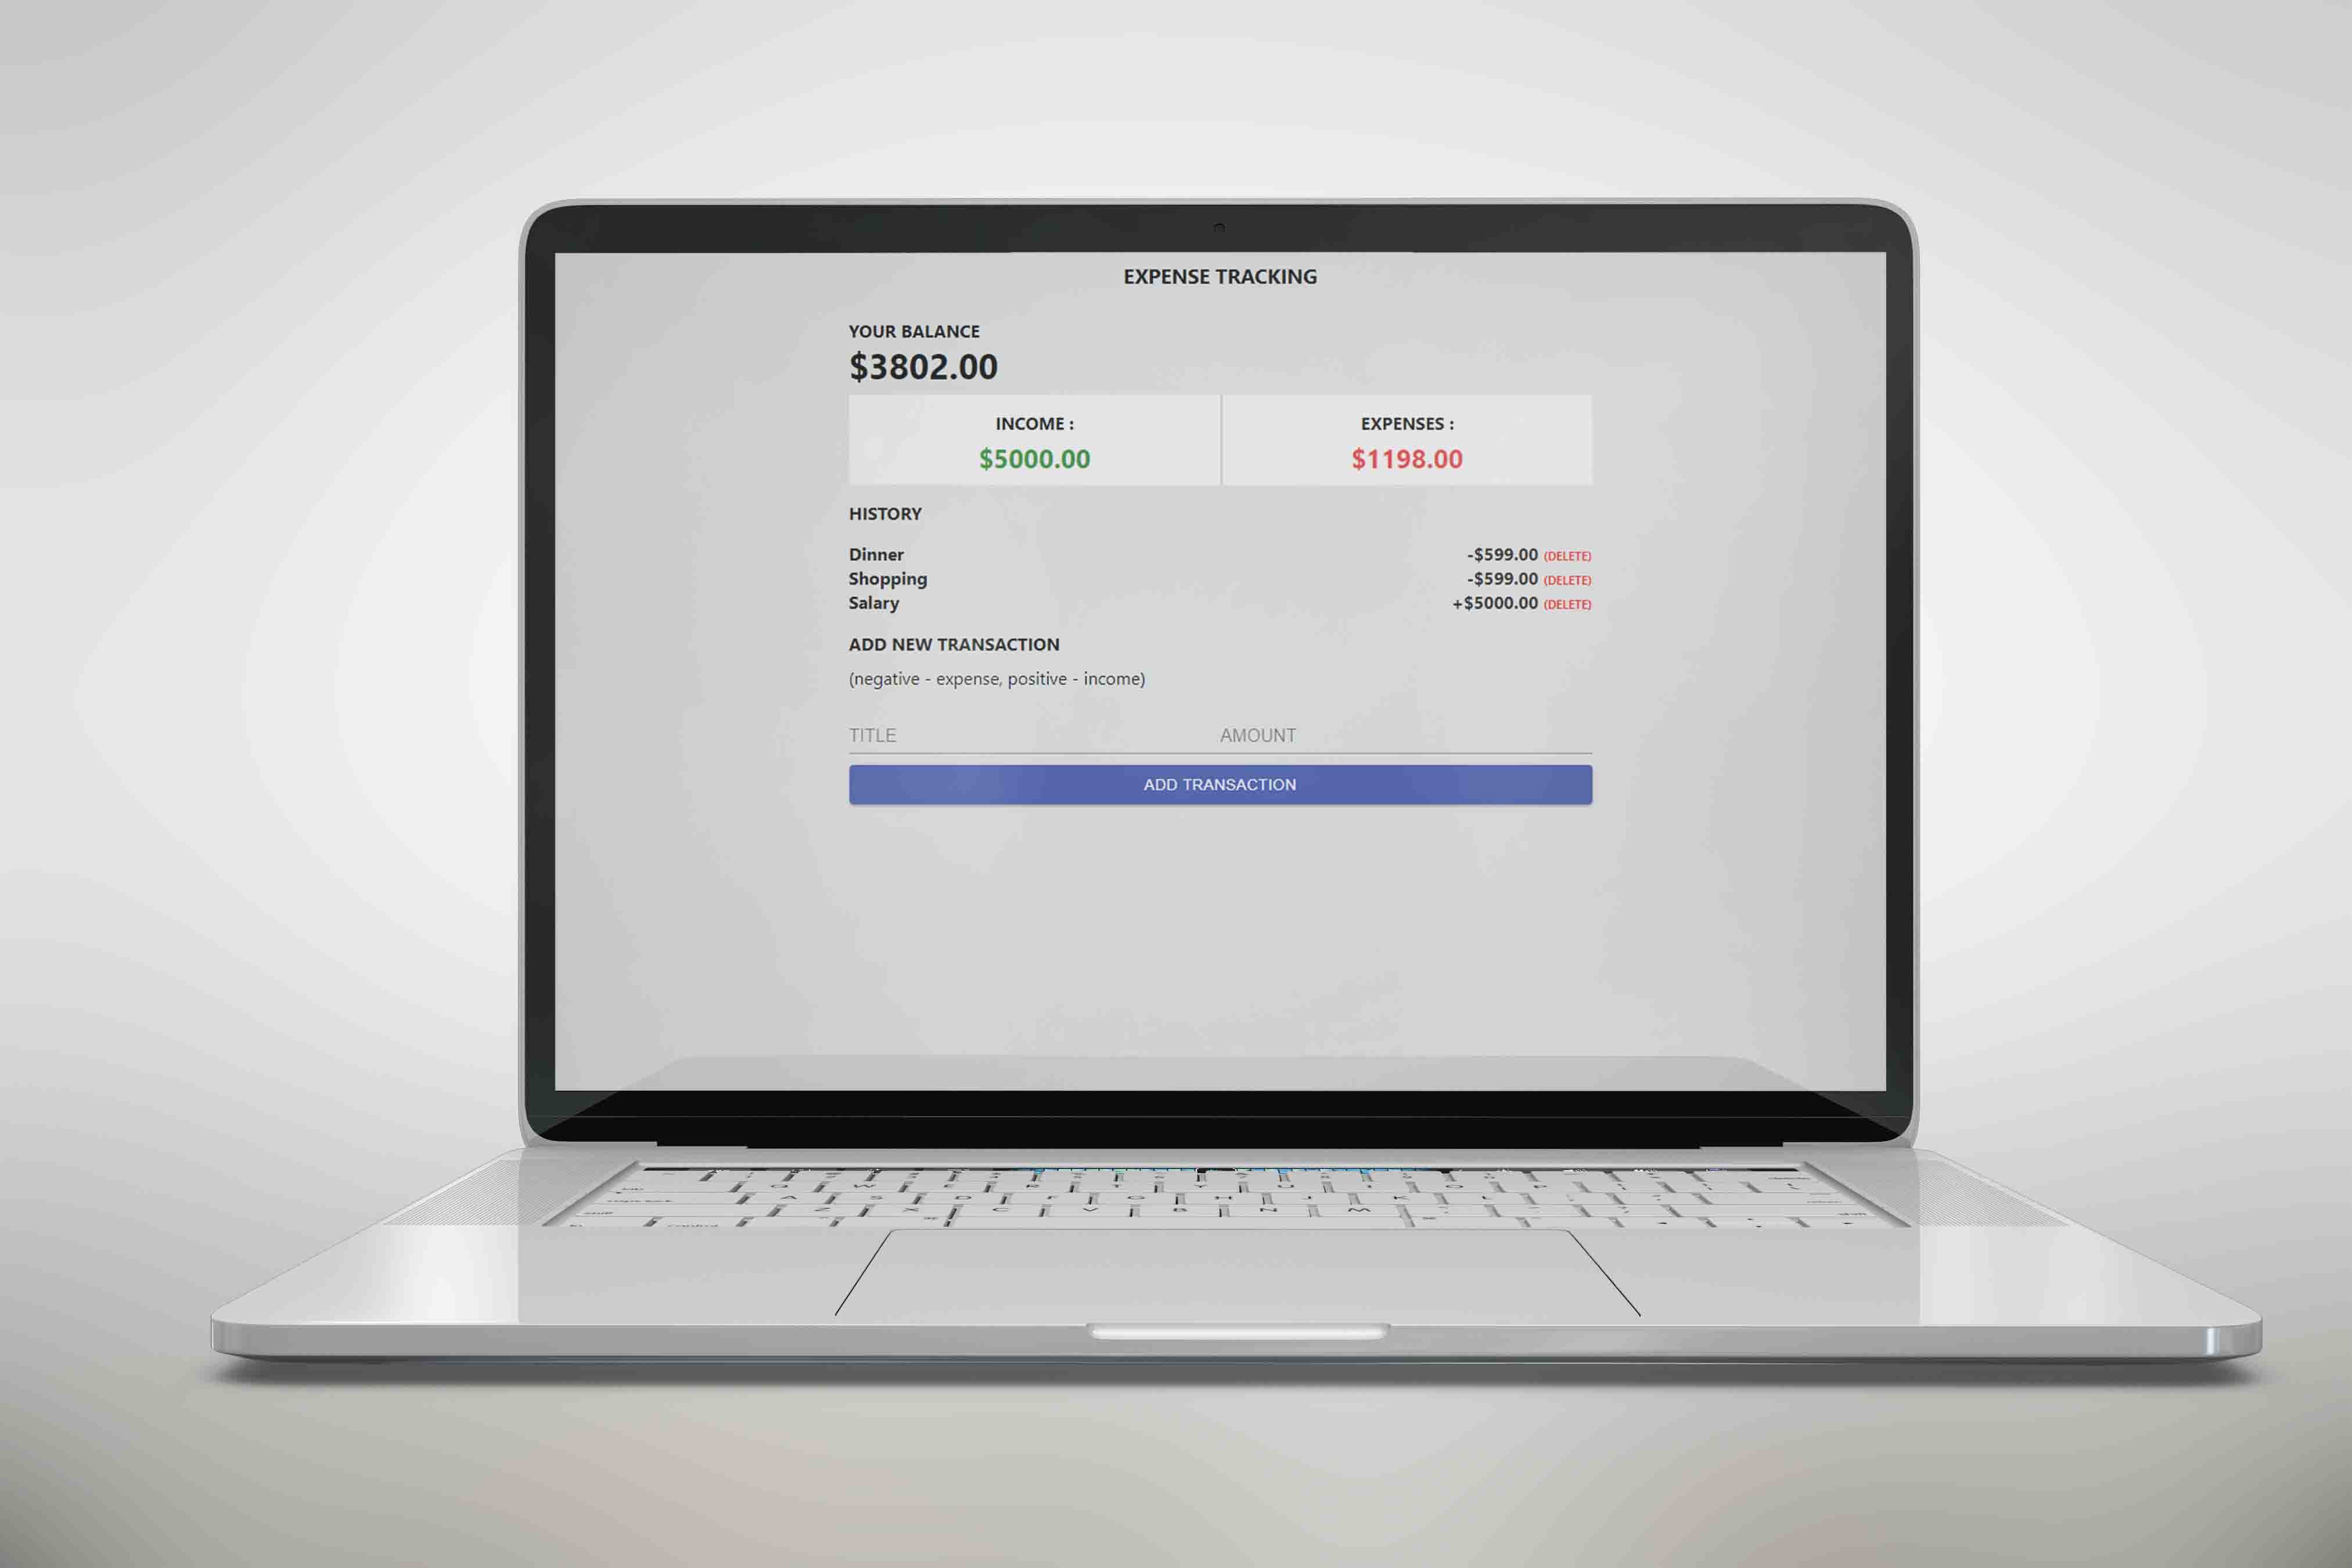 EXPENSE TRACKING
YOUR BALANCE
$3802.00
INCOME : EXPENSES :
$5000.00 $1198.00
HISTORY
Dinner -$599.00 (DELETE)
Shopping -$599.00 (DELETE)
Salary +$5000.00 (DELETE)
ADD NEW TRANSACTION
(negative - expense, positive - income)
TITLE AMOUNT
ADD TRANSACTION
Q W E R T Y U I O P
A S D F G H J K L
Z X C V B N M